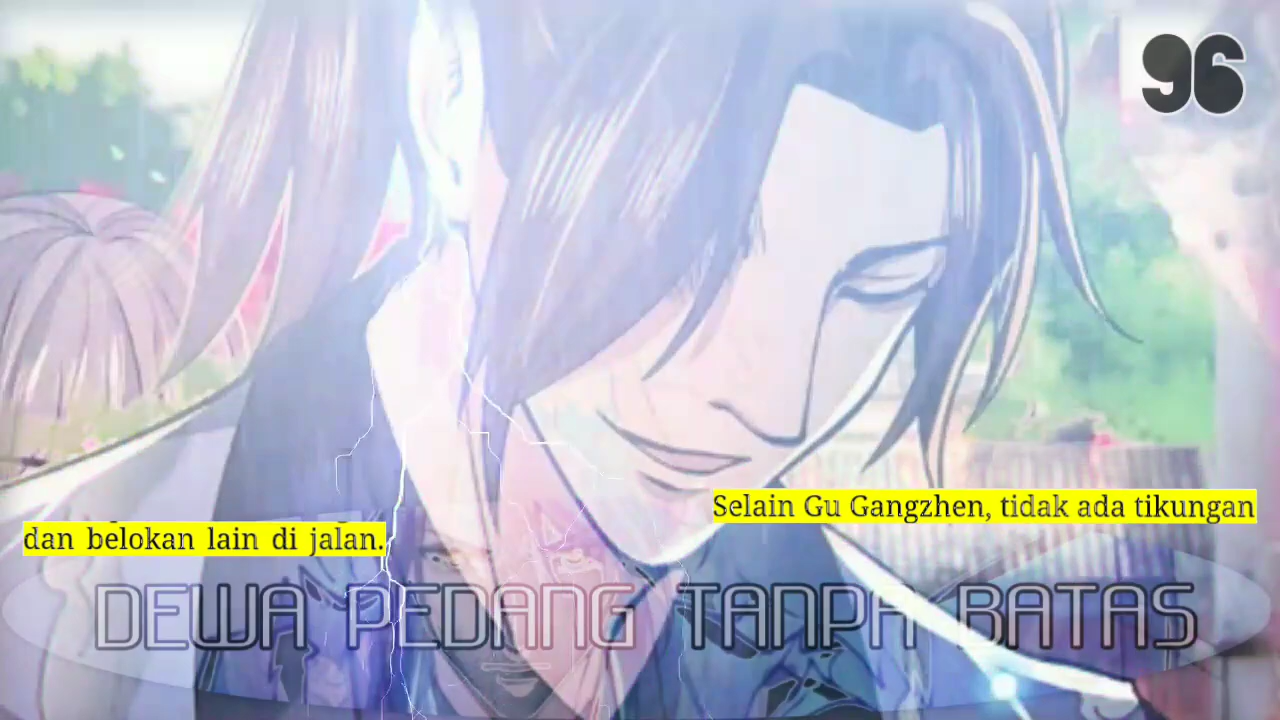 96
Selain Gu Gangzhen, tidak ada tikungan
dan belokan lain di jalan.
DEWA PEDANG TANPA BATAS